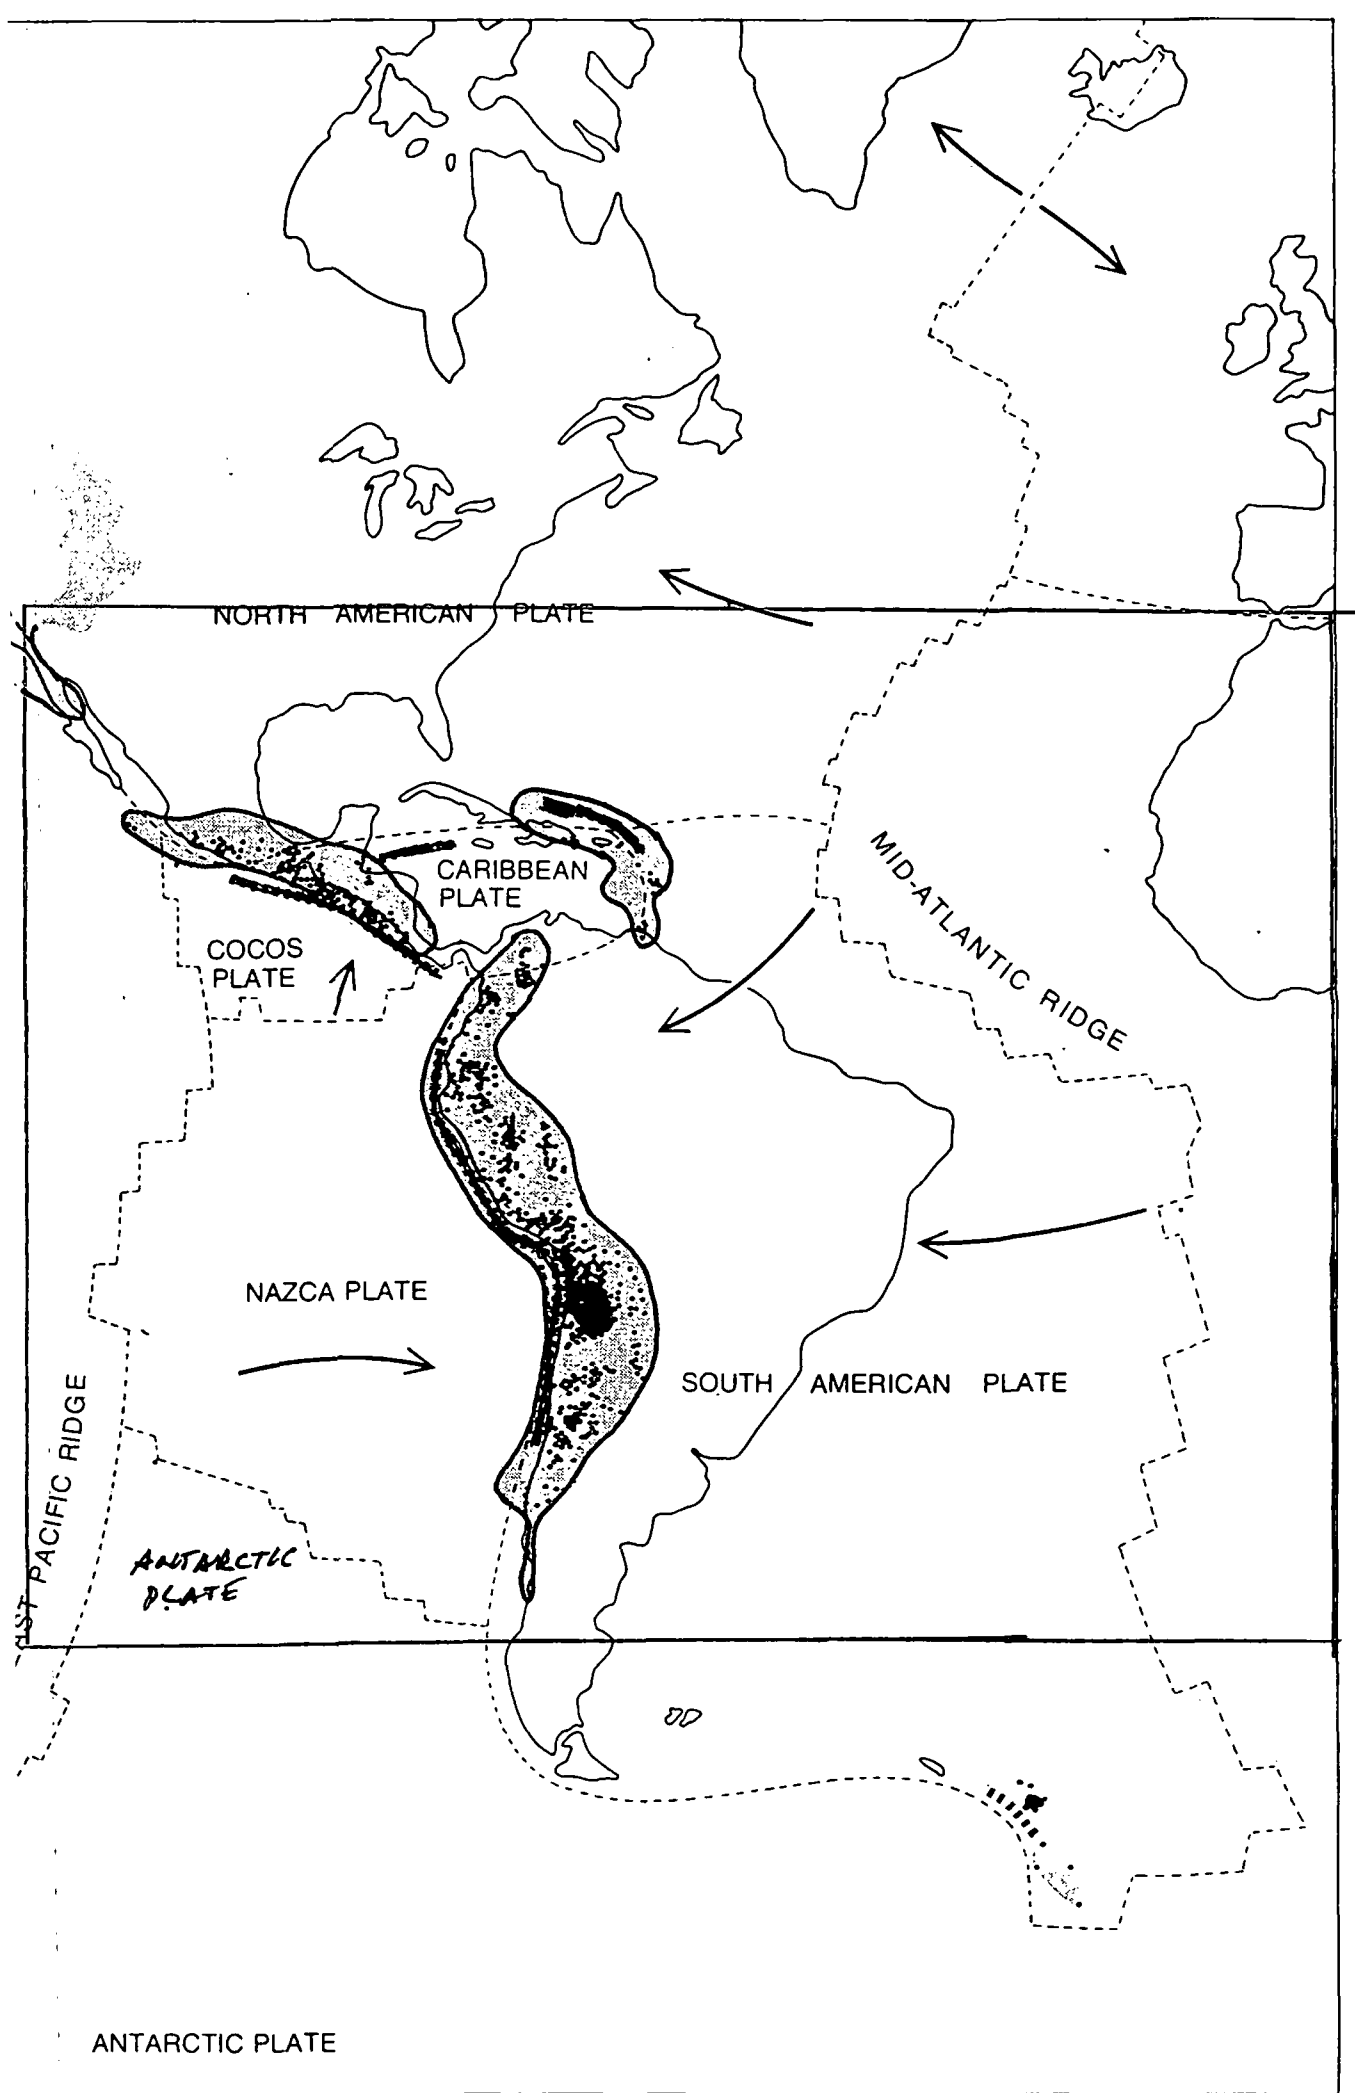 NORTH AMERICAN PLATE
CARIBBEAN
PLATE
MID-ATLANTIC RIDGE
COCOS
PLATE
NAZCA PLATE
SOUTH AMERICAN PLATE
PACIFIC RIDGE
ANTARCTIC
PLATE
ANTARCTIC PLATE